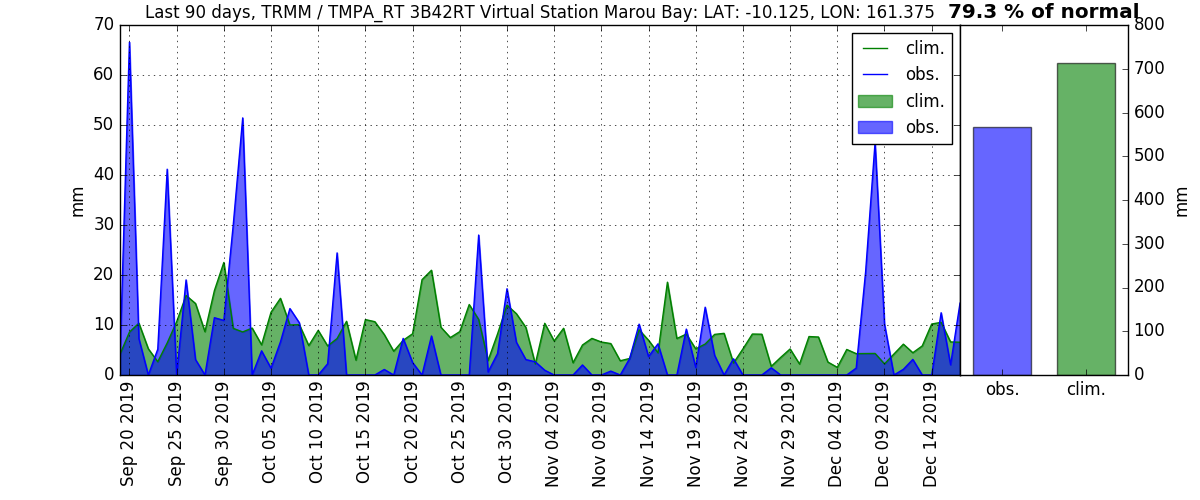 Last 90 days, TRMM / TMPA_RT 3B42RT Virtual Station Marou Bay: LAT: -10.125, LON: 161.375 79.3 % of normal
70
60
50
40
30
20
10
0
mm
clim.
obs.
clim.
obs.
800
700
600
500
400
300
200
100
0
mm
Sep 20 2019
Sep 25 2019
Sep 30 2019
Oct 05 2019
Oct 10 2019
Oct 15 2019
Oct 20 2019
Oct 25 2019
Oct 30 2019
Nov 04 2019
Nov 09 2019
Nov 14 2019
Nov 19 2019
Nov 24 2019
Nov 29 2019
Dec 04 2019
Dec 09 2019
Dec 14 2019
obs. clim.